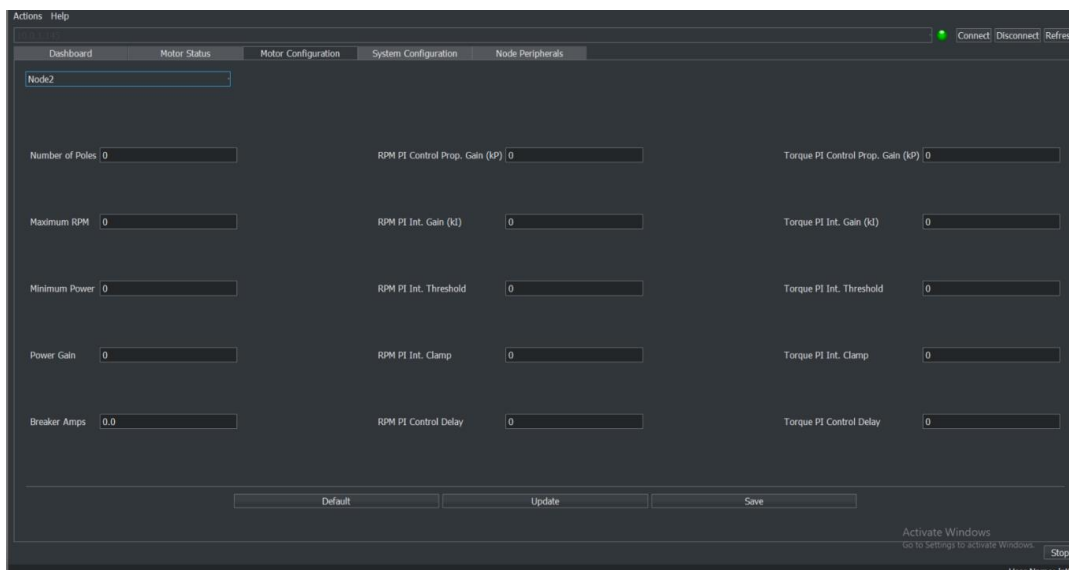 Actions Help
Connect Disconnect Refres
Dashboard Motor Status Motor Configuration System Configuration Node Peripherals
Node2
Number of Poles 0 RPM PI Control Prop. Gain (kP) 0 Torque PI Control Prop. Gain (kP) 0
Maximum RPM 0 RPM PI Int. Gain (kI) 0 Torque PI Int. Gain (kI) 0
Minimum Power 0 RPM PI Int. Threshold 0 Torque PI Int. Threshold 0
Power Gain 0 RPM PI Int. Clamp 0 Torque PI Int. Clamp 0
Breaker Amps 0.0 RPM PI Control Delay 0 Torque PI Control Delay 0
Default Update Save
Activate Windows
Go to Settings to activate Windows.
Stop